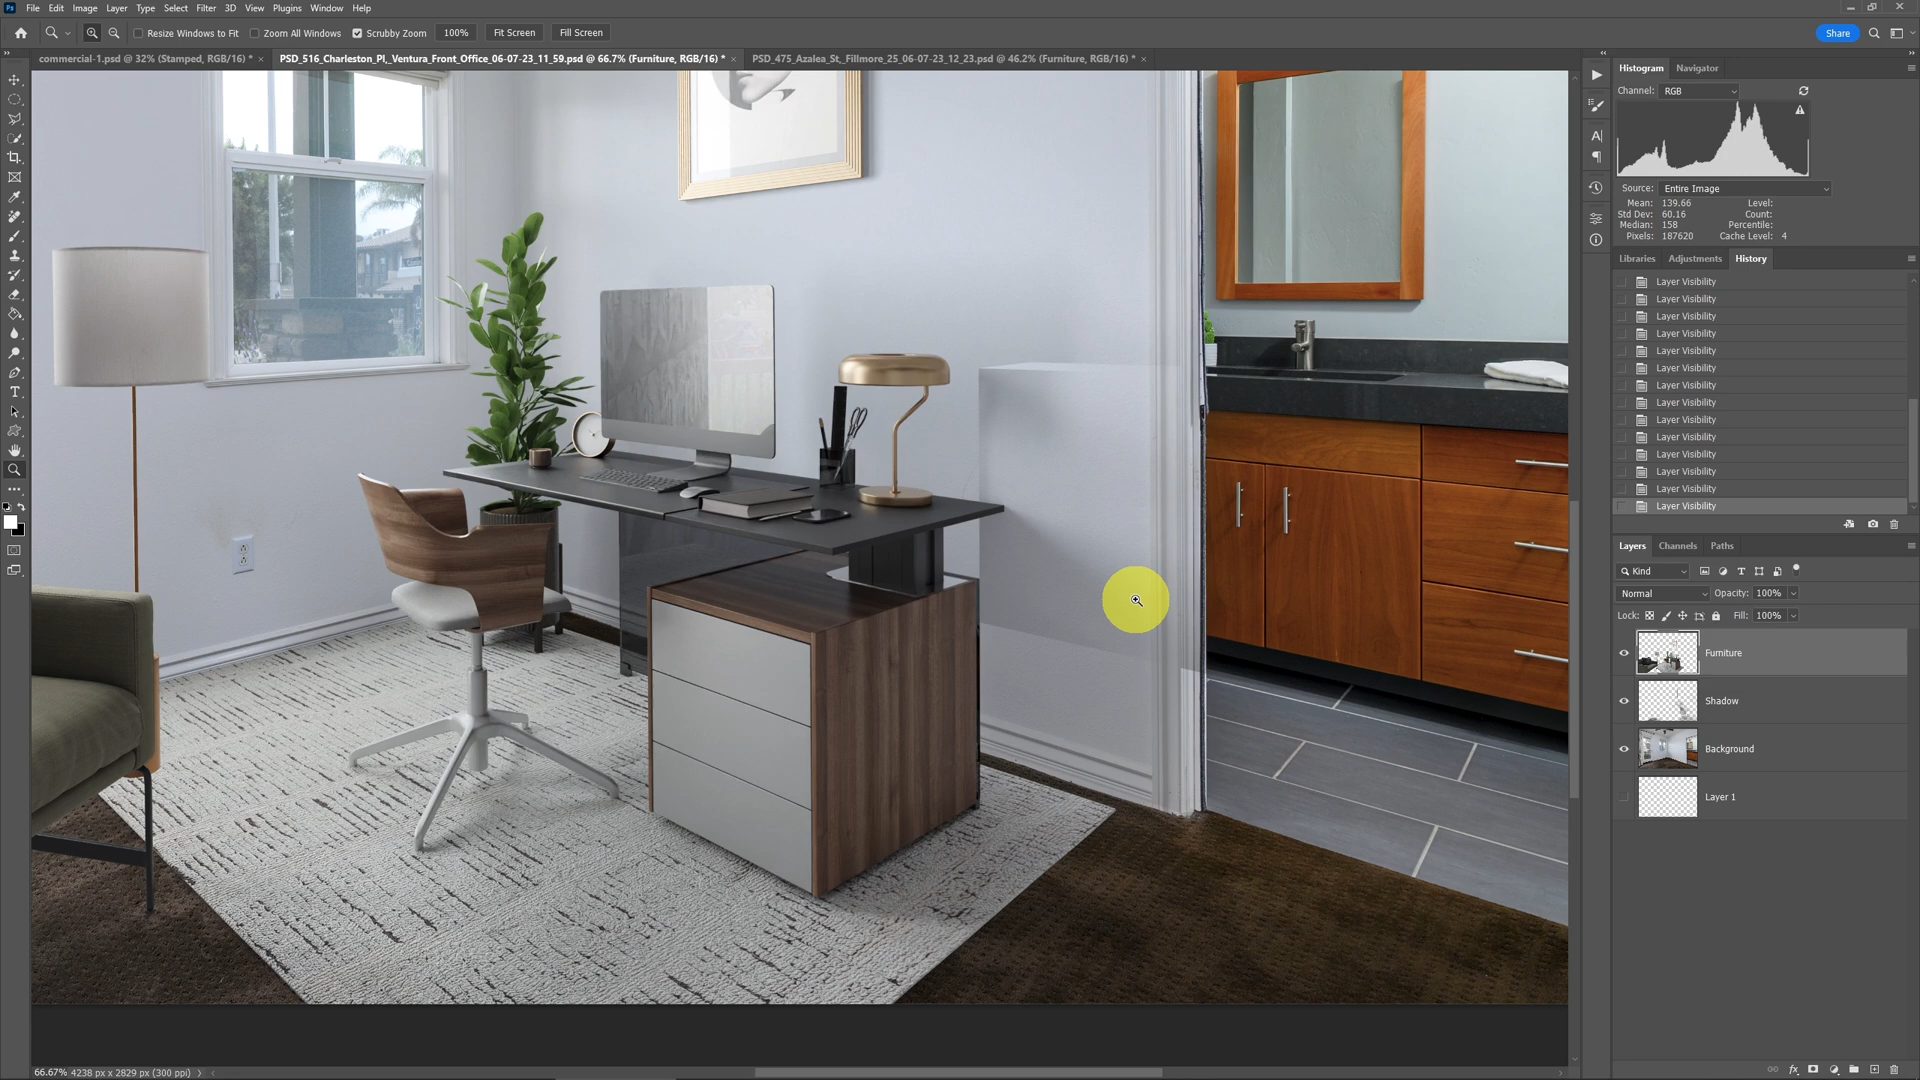 Ps File Edit Image Layer Type Select Filter 3D View Plugins Window Help
Resize Windows to Fit Zoom All Windows Scrubby Zoom 100% Fit Screen Fill Screen Share
commercial-1.psd @ 32% (Stamped, RGB/16) * × PSD_516_Charleston_Pl,_Ventura_Front_Office_06-07-23_11_59.psd @ 66.7% (Furniture, RGB/16) * × PSD_475_Azalea_St,_Fillmore_25_06-07-23_12_23.psd @ 46.2% (Furniture, RGB/16) * ×
Histogram Navigator
Channel: RGB
Source: Entire Image
Mean: 139.66 Level:
Std Dev: 60.16 Count:
Median: 158 Percentile:
Pixels: 187620 Cache Level: 4
Libraries Adjustments History
Layer Visibility
Layer Visibility
Layer Visibility
Layer Visibility
Layer Visibility
Layer Visibility
Layer Visibility
Layer Visibility
Layer Visibility
Layer Visibility
Layer Visibility
Layer Visibility
Layer Visibility
Layer Visibility
Layers Channels Paths
Kind
Normal Opacity: 100%
Lock: Fill: 100%
Furniture
Shadow
Background
Layer 1
66.67% 4238 px x 2829 px (300 ppi)